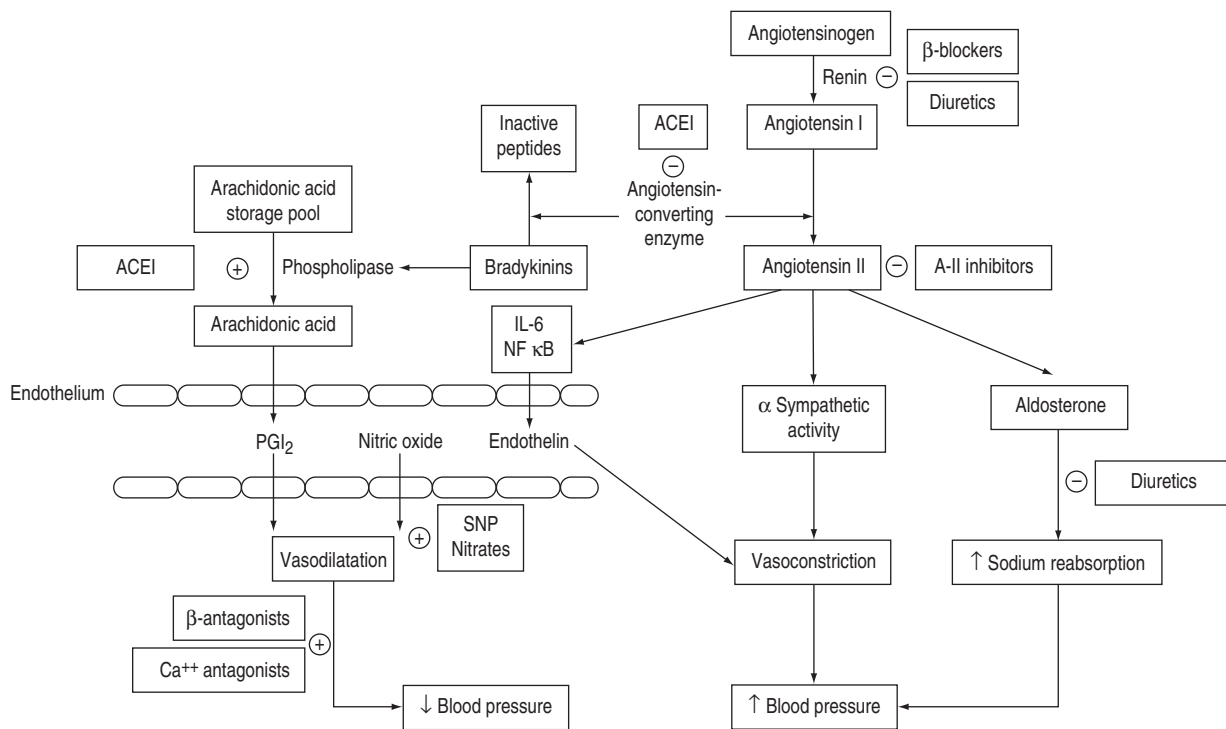 Angiotensinogen
β-blockers
Renin
−
Diuretics
Angiotensin I
Inactive
peptides
ACEI
−
Angiotensin-
converting
enzyme
Arachidonic acid
storage pool
ACEI
+
Phospholipase
Bradykinins
Angiotensin II
−
A-II inhibitors
Arachidonic acid
IL-6
NF κB
Endothelium
α Sympathetic
activity
Aldosterone
PGI₂
Nitric oxide
Endothelin
−
Diuretics
+
SNP
Nitrates
Vasodilatation
Vasoconstriction
↑ Sodium reabsorption
β-antagonists
+
Ca⁺⁺ antagonists
↓ Blood pressure
↑ Blood pressure